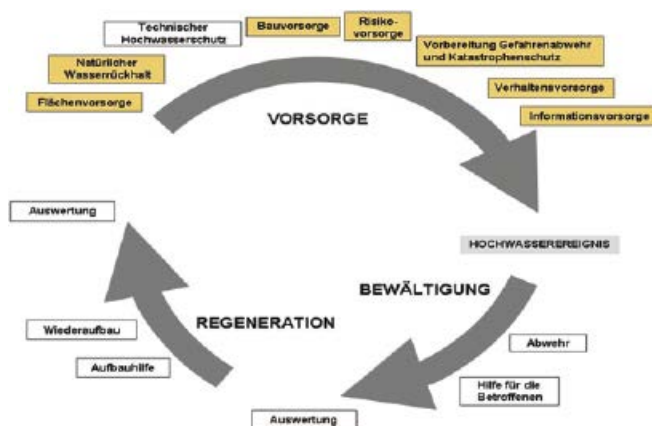 Technischer
Hochwasserschutz
Bauvorsorge
Risiko-
vorsorge
Vorbereitung Gefahrenabwehr
und Katastrophenschutz
Natürlicher
Wasserrückhalt
Verhaltensvorsorge
Flächenvorsorge
Informationsvorsorge
VORSORGE
Auswertung
HOCHWASSEREREIGNIS
BEWÄLTIGUNG
REGENERATION
Wiederaufbau
Abwehr
Aufbauhilfe
Hilfe für die
Betroffenen
Auswertung